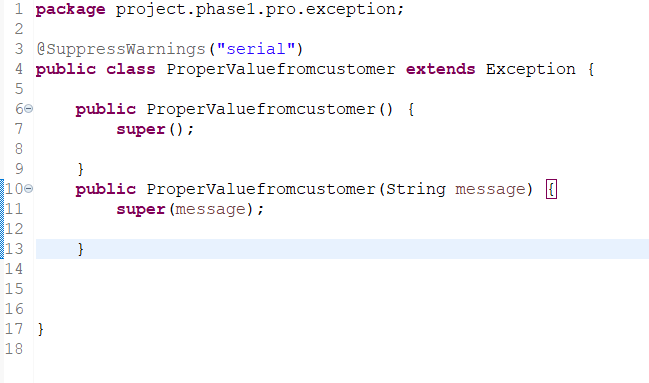 1 package project.phase1.pro.exception;
2
3 @SuppressWarnings("serial")
4 public class ProperValuefromcustomer extends Exception {
5
6 public ProperValuefromcustomer() {
7 super();
8
9 }
10 public ProperValuefromcustomer(String message) {
11 super(message);
12
13 }
14
15
16
17 }
18